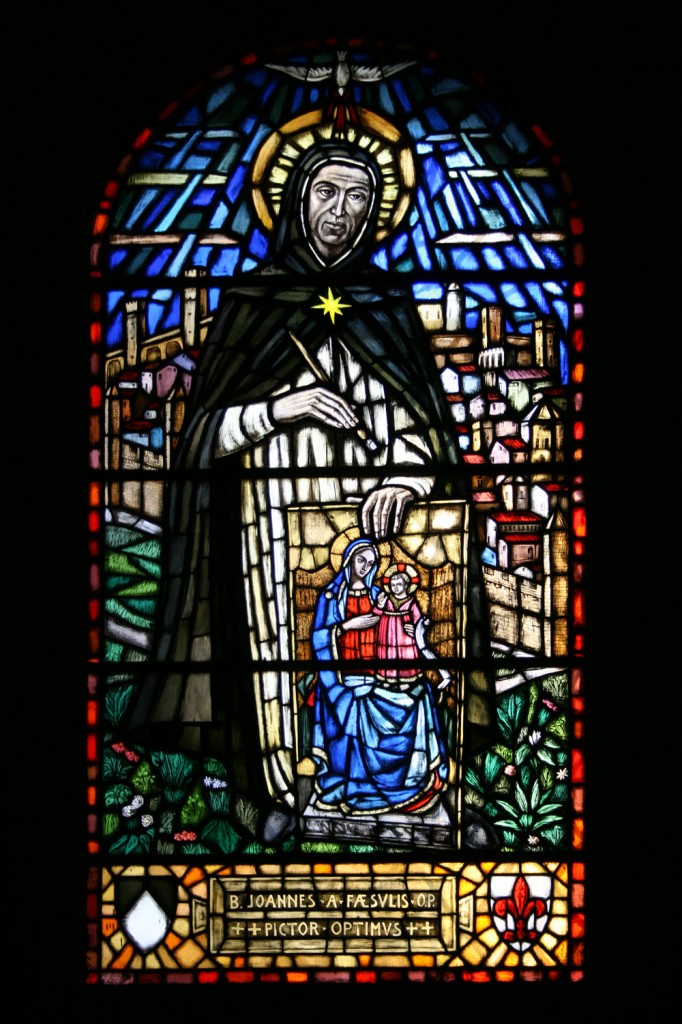 B. JOANNES · A · FÆSVLIS · O.P.
++ PICTOR · OPTIMVS ++